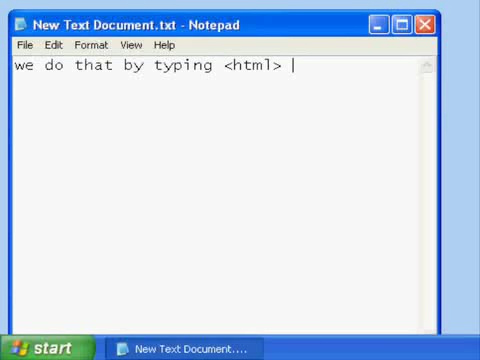 New Text Document.txt - Notepad
File Edit Format View Help
we do that by typing <html>
start New Text Document....